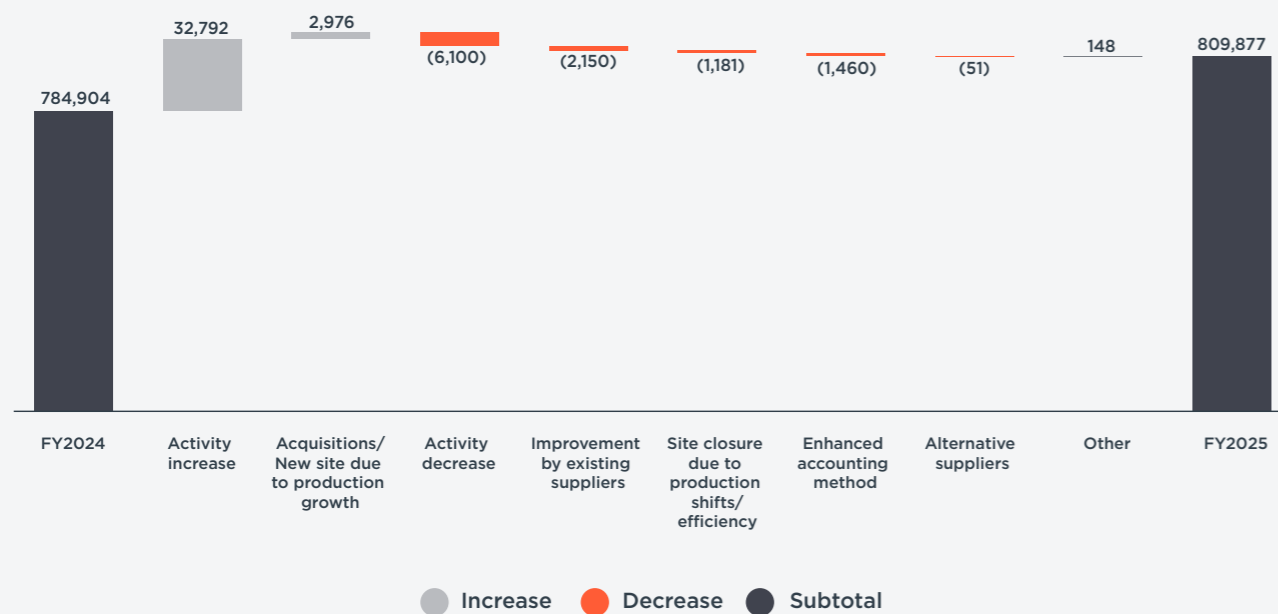 784,904
32,792
2,976
(6,100)
(2,150)
(1,181)
(1,460)
(51)
148
809,877
FY2024
Activity
increase
Acquisitions/
New site due
to production
growth
Activity
decrease
Improvement
by existing
suppliers
Site closure
due to
production
shifts/
efficiency
Enhanced
accounting
method
Alternative
suppliers
Other
FY2025
Increase
Decrease
Subtotal